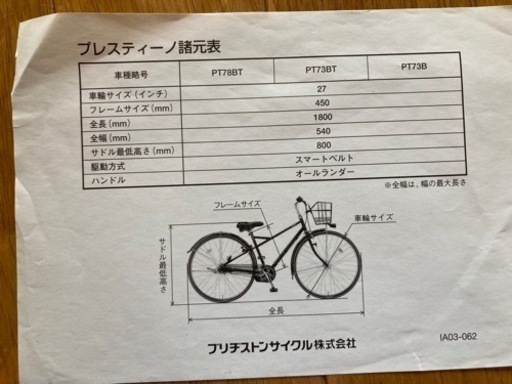 プレスティーノ諸元表
車種略号 PT78BT PT73BT PT73B
車輪サイズ(インチ) 27
フレームサイズ(mm) 450
全長(mm) 1800
全幅(mm) 540
サドル最低高さ(mm) 800
駆動方式 スマートベルト
ハンドル オールランダー
※全幅は、幅の最大長さ
フレームサイズ
車輪サイズ
サドル最低高さ
全長
ブリヂストンサイクル株式会社
IA03-062